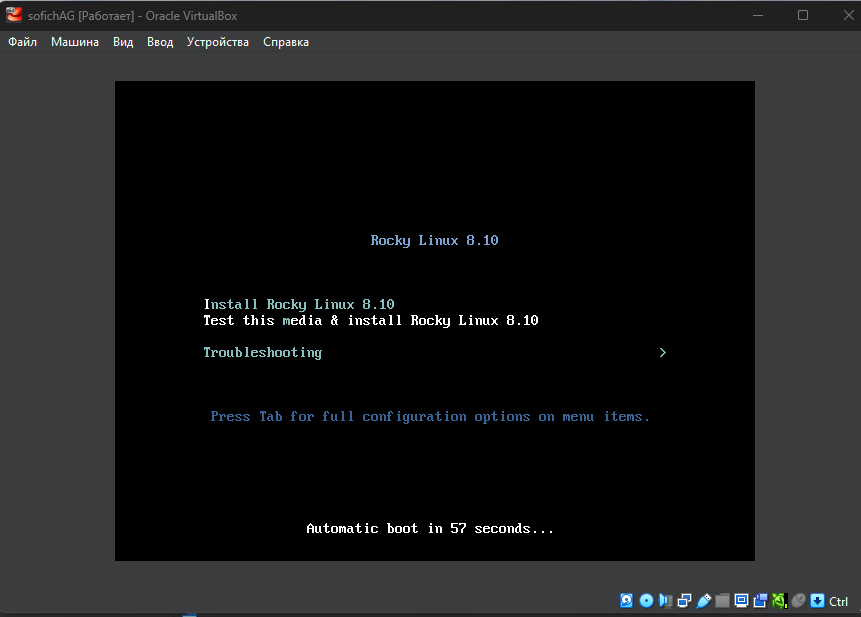 sofichAG [Работает] - Oracle VirtualBox
Файл Машина Вид Ввод Устройства Справка
Rocky Linux 8.10
Install Rocky Linux 8.10
Test this media & install Rocky Linux 8.10
Troubleshooting >
Press Tab for full configuration options on menu items.
Automatic boot in 57 seconds...
Ctrl